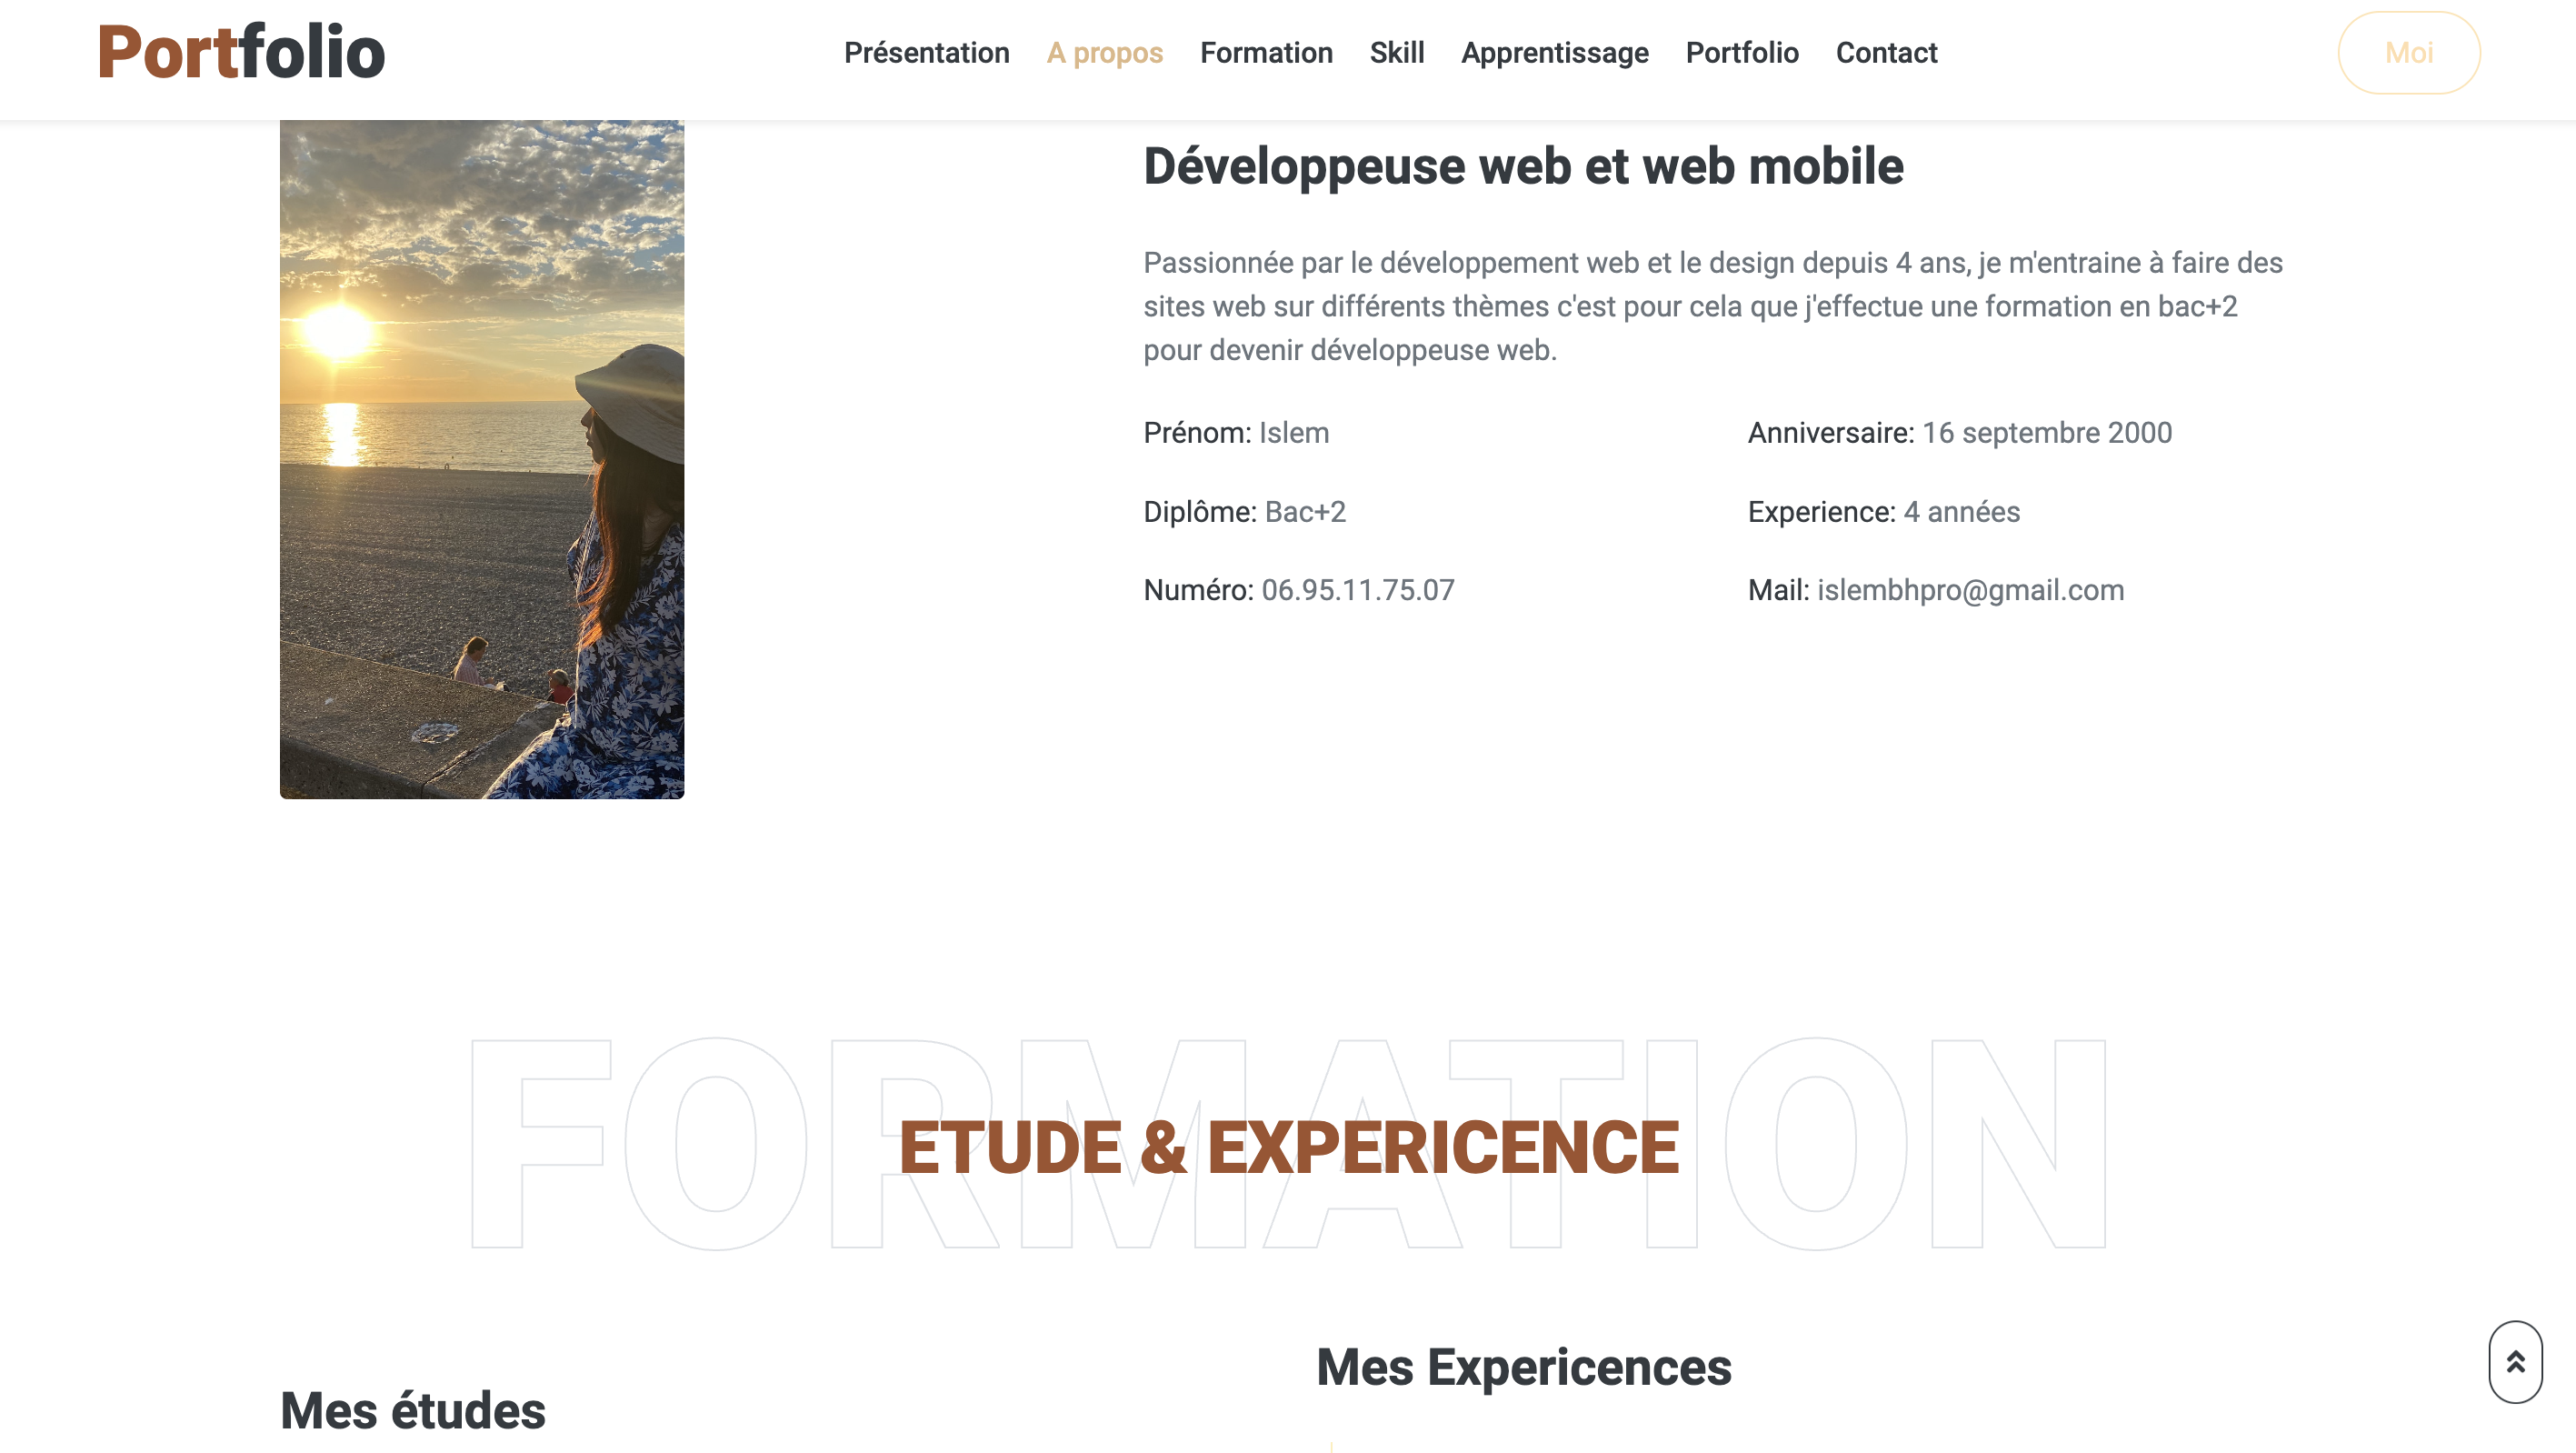 Portfolio
Présentation A propos Formation Skill Apprentissage Portfolio Contact
Moi
Développeuse web et web mobile
Passionnée par le développement web et le design depuis 4 ans, je m'entraine à faire des
sites web sur différents thèmes c'est pour cela que j'effectue une formation en bac+2
pour devenir développeuse web.
Prénom: Islem
Anniversaire: 16 septembre 2000
Diplôme: Bac+2
Experience: 4 années
Numéro: 06.95.11.75.07
Mail: islembhpro@gmail.com
FORMATION
ETUDE & EXPERICENCE
Mes études
Mes Expericences